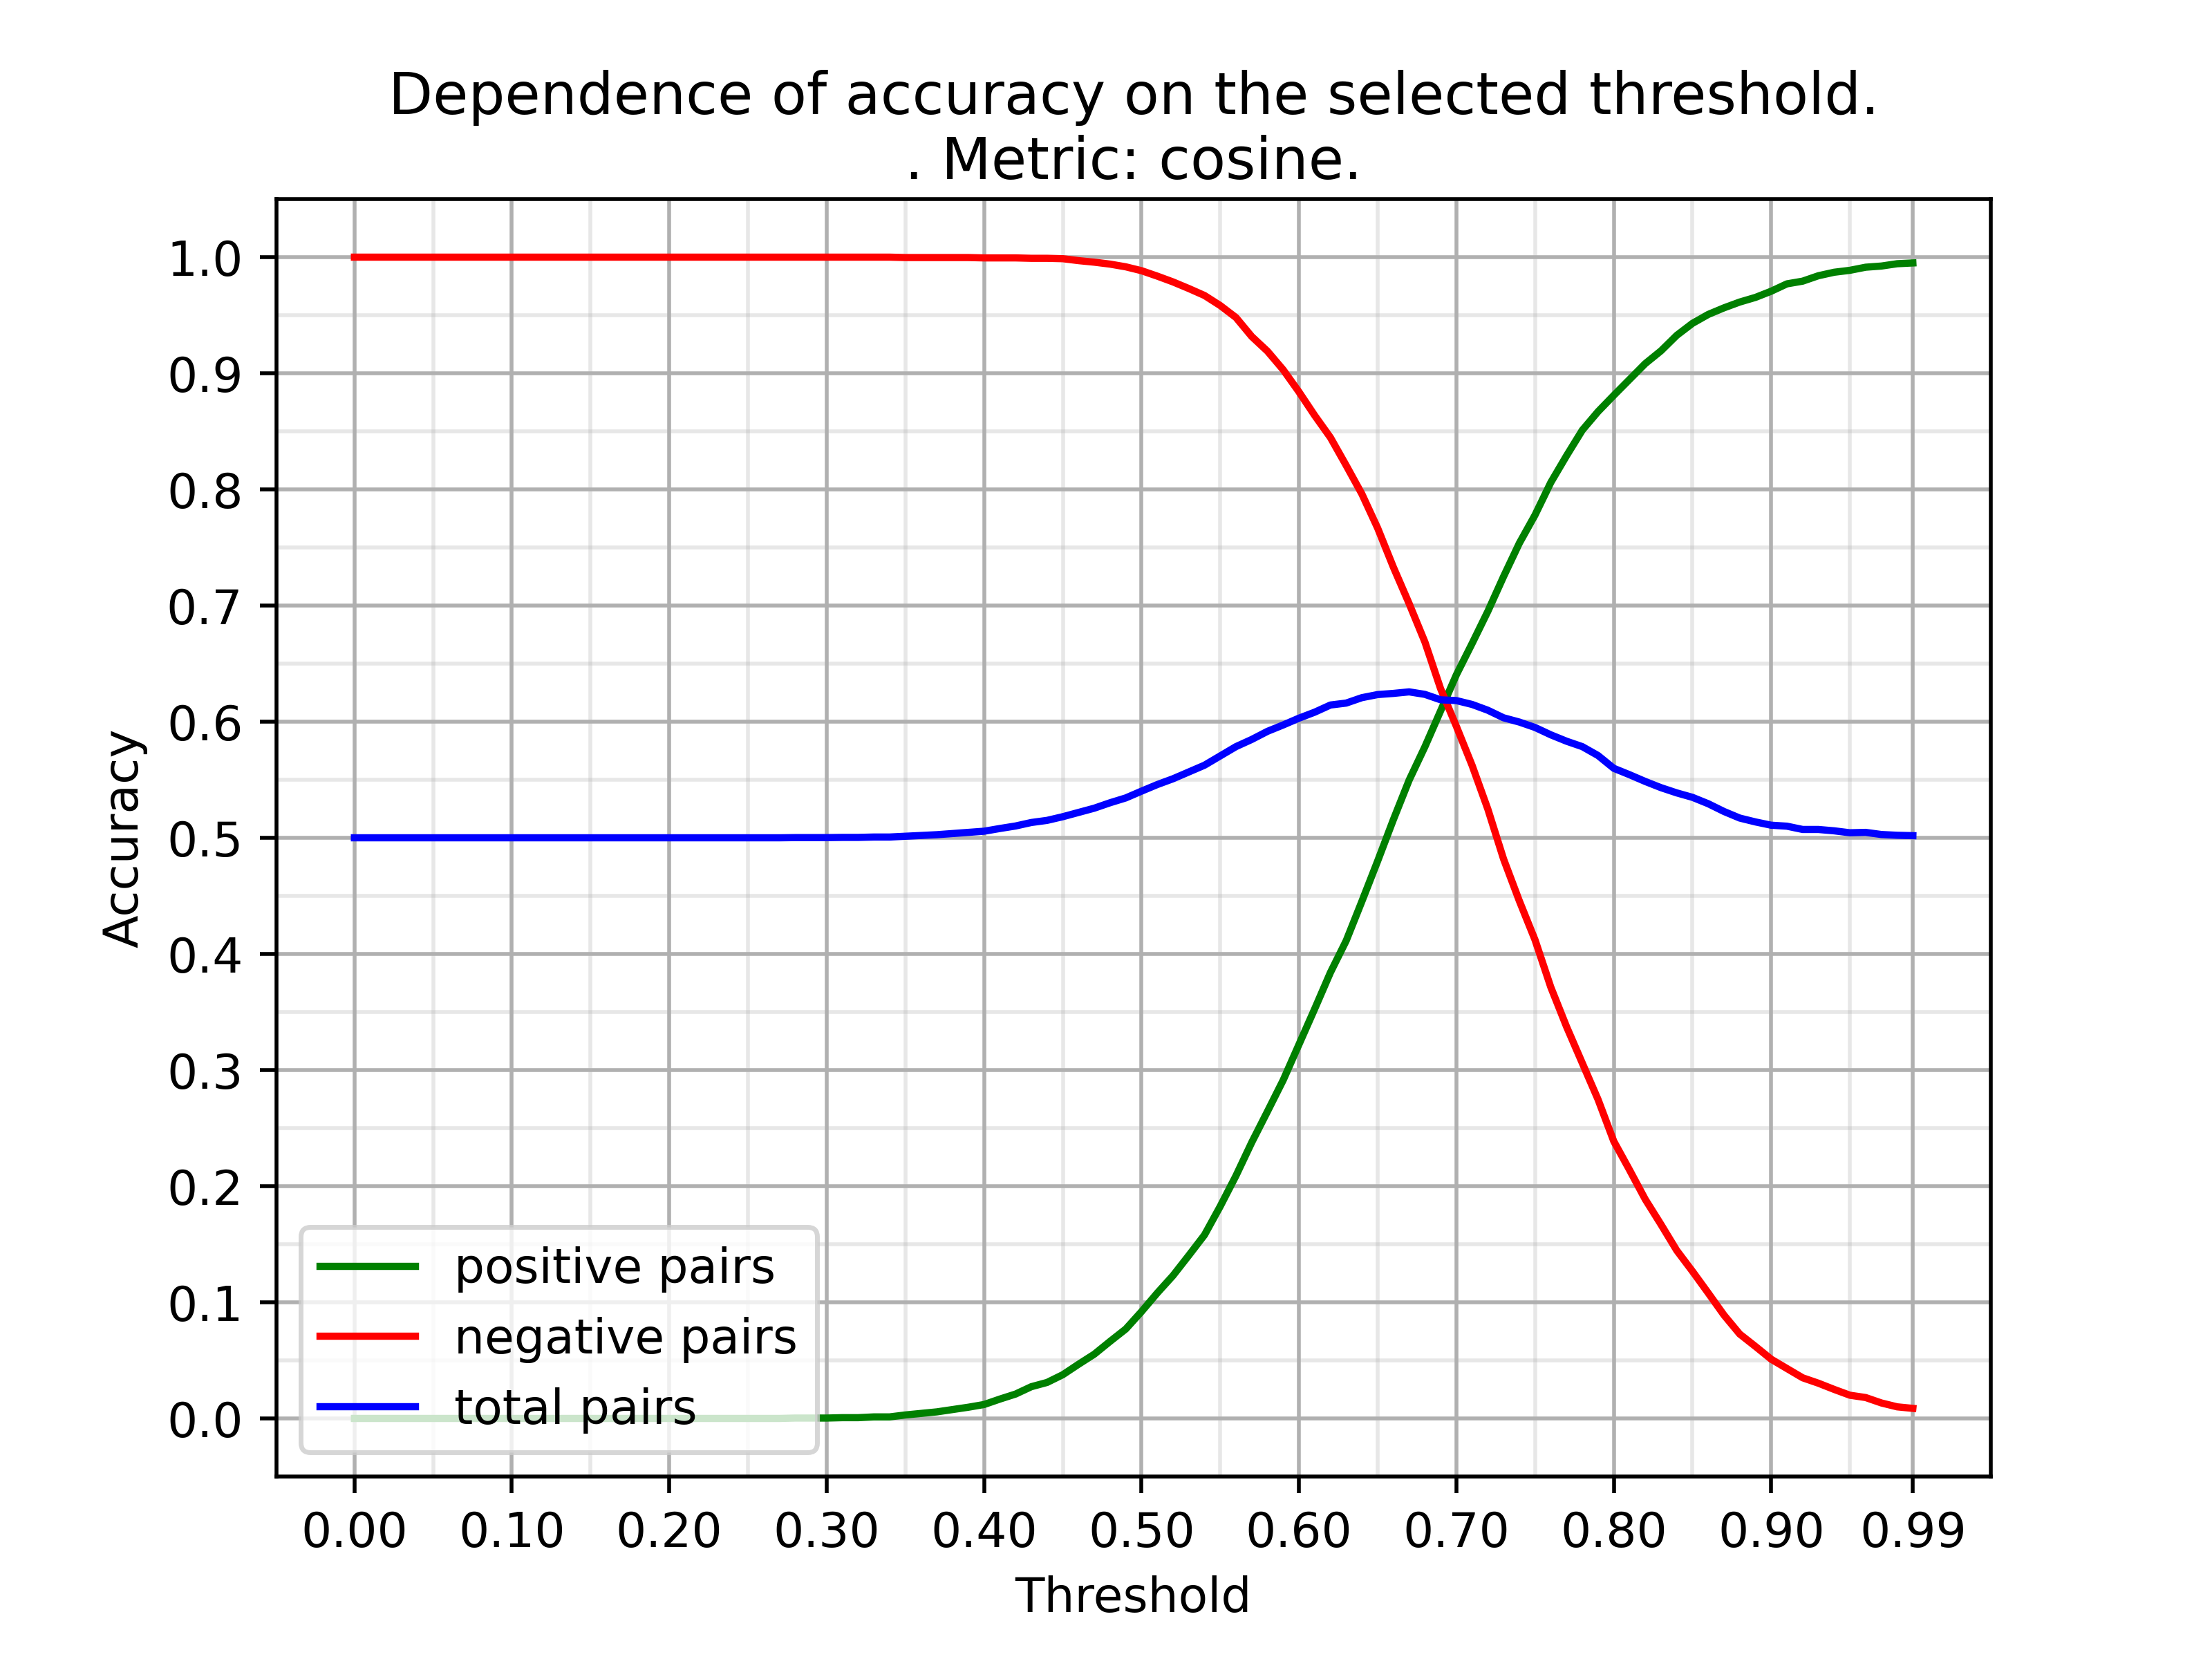 Dependence of accuracy on the selected threshold.
. Metric: cosine.
1.0
0.9
0.8
0.7
0.6
0.5
0.4
0.3
0.2
0.1
0.0
Accuracy
positive pairs
negative pairs
total pairs
0.00 0.10 0.20 0.30 0.40 0.50 0.60 0.70 0.80 0.90 0.99
Threshold